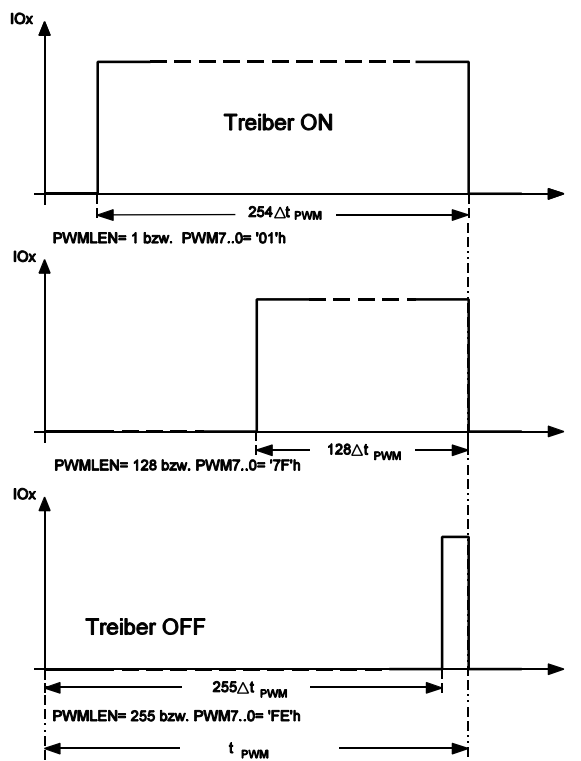 IOx
Treiber ON
254△t PWM
PWMLEN= 1 bzw. PWM7..0= '01'h
IOx
128△t PWM
PWMLEN= 128 bzw. PWM7..0= '7F'h
IOx
Treiber OFF
255△t PWM
PWMLEN= 255 bzw. PWM7..0= 'FE'h
t PWM